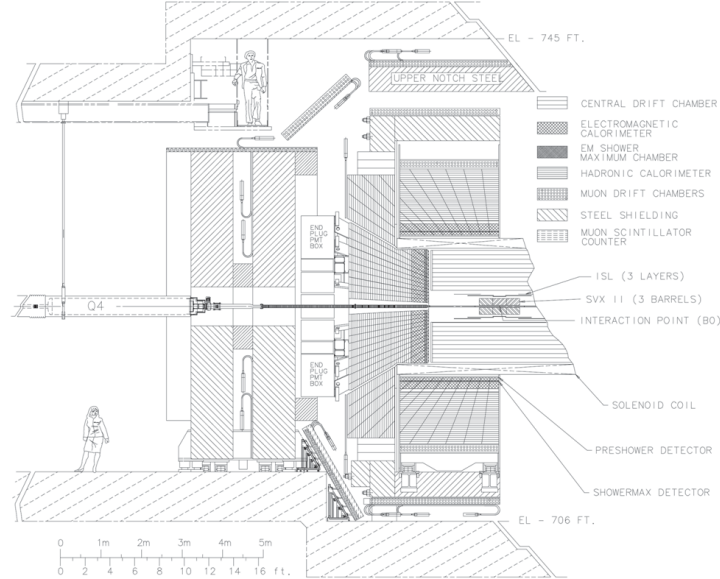 EL - 745 FT.
UPPER NOTCH STEEL
CENTRAL DRIFT CHAMBER
ELECTROMAGNETIC
CALORIMETER
EM SHOWER
MAXIMUM CHAMBER
HADRONIC CALORIMETER
MUON DRIFT CHAMBERS
STEEL SHIELDING
MUON SCINTILLATOR
COUNTER
END
PLUG
PMT
BOX
ISL (3 LAYERS)
SVX II (3 BARRELS)
Q4
INTERACTION POINT (B0)
END
PLUG
PMT
BOX
SOLENOID COIL
PRESHOWER DETECTOR
SHOWERMAX DETECTOR
EL - 706 FT.
0 1m 2m 3m 4m 5m
0 2 4 6 8 10 12 14 16 ft.